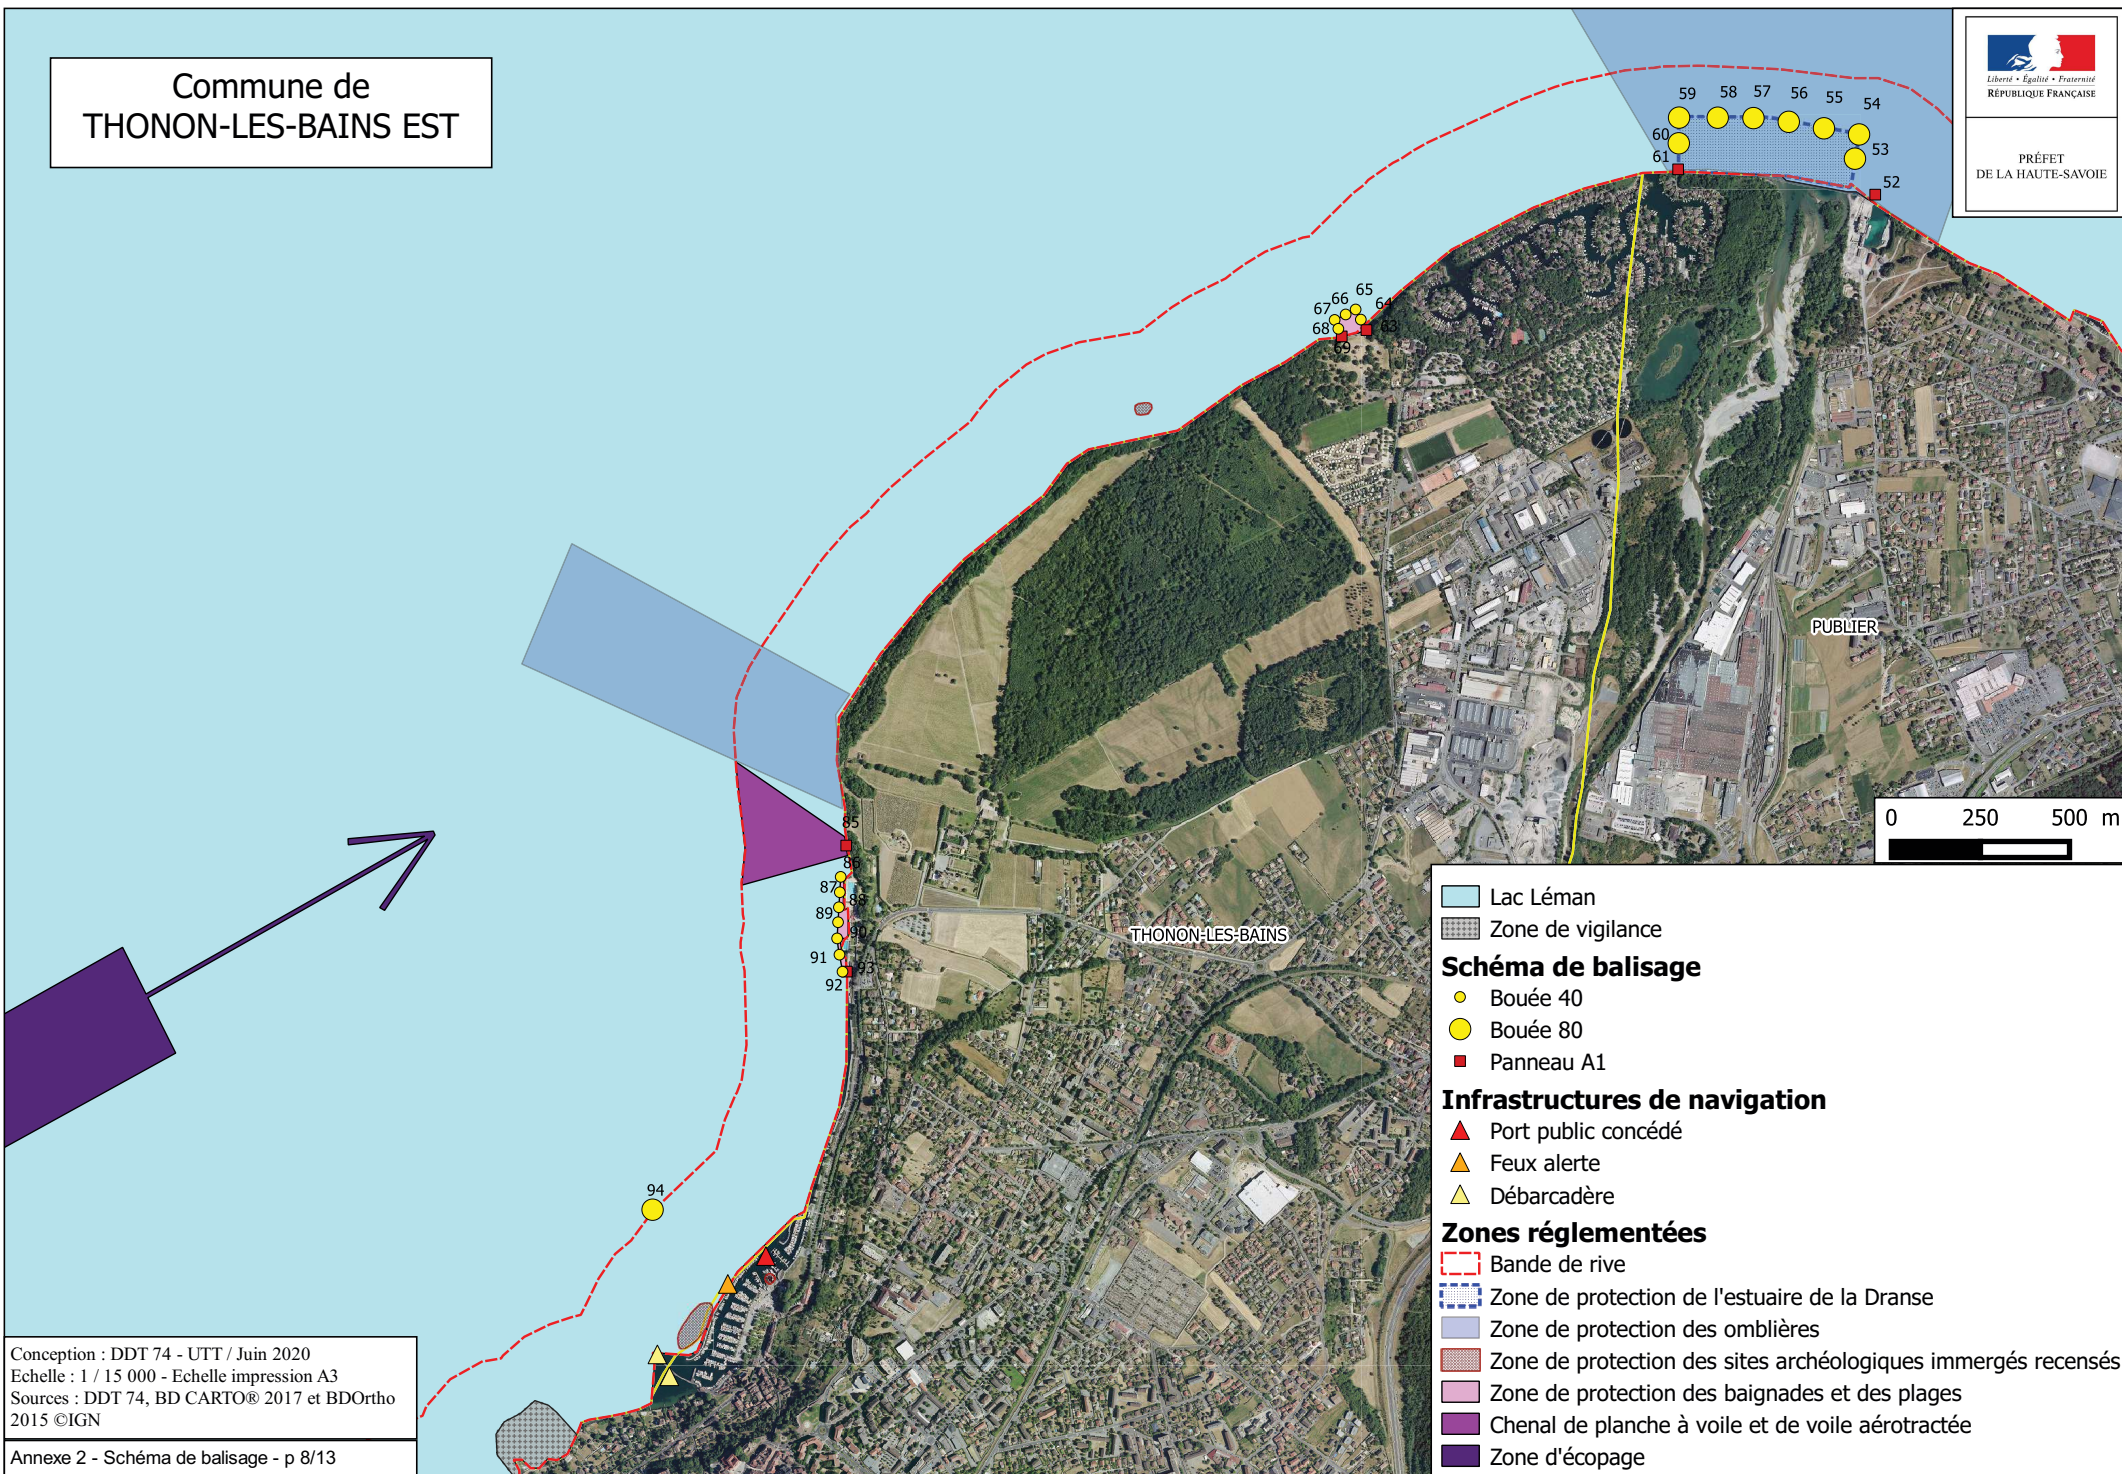 Commune de
THONON-LES-BAINS EST
Liberté • Égalité • Fraternité
RÉPUBLIQUE FRANÇAISE
PRÉFET
DE LA HAUTE-SAVOIE
59
58
57
56
55
54
60
53
61
52
65
66
64
67
68
63
69
PUBLIER
85
86
87
88
89
90
91
93
92
THONON-LES-BAINS
94
0 250 500 m
Lac Léman
Zone de vigilance
Schéma de balisage
Bouée 40
Bouée 80
Panneau A1
Infrastructures de navigation
Port public concédé
Feux alerte
Débarcadère
Zones réglementées
Bande de rive
Zone de protection de l'estuaire de la Dranse
Zone de protection des omblières
Zone de protection des sites archéologiques immergés recensés
Zone de protection des baignades et des plages
Chenal de planche à voile et de voile aérotractée
Zone d'écopage
Conception : DDT 74 - UTT / Juin 2020
Echelle : 1 / 15 000 - Echelle impression A3
Sources : DDT 74, BD CARTO® 2017 et BDOrtho
2015 ©IGN
Annexe 2 - Schéma de balisage - p 8/13